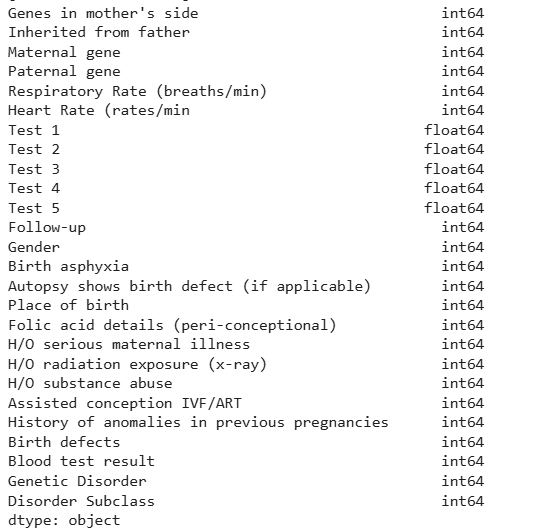 Genes in mother's side int64
Inherited from father int64
Maternal gene int64
Paternal gene int64
Respiratory Rate (breaths/min) int64
Heart Rate (rates/min int64
Test 1 float64
Test 2 float64
Test 3 float64
Test 4 float64
Test 5 float64
Follow-up int64
Gender int64
Birth asphyxia int64
Autopsy shows birth defect (if applicable) int64
Place of birth int64
Folic acid details (peri-conceptional) int64
H/O serious maternal illness int64
H/O radiation exposure (x-ray) int64
H/O substance abuse int64
Assisted conception IVF/ART int64
History of anomalies in previous pregnancies int64
Birth defects int64
Blood test result int64
Genetic Disorder int64
Disorder Subclass int64
dtype: object